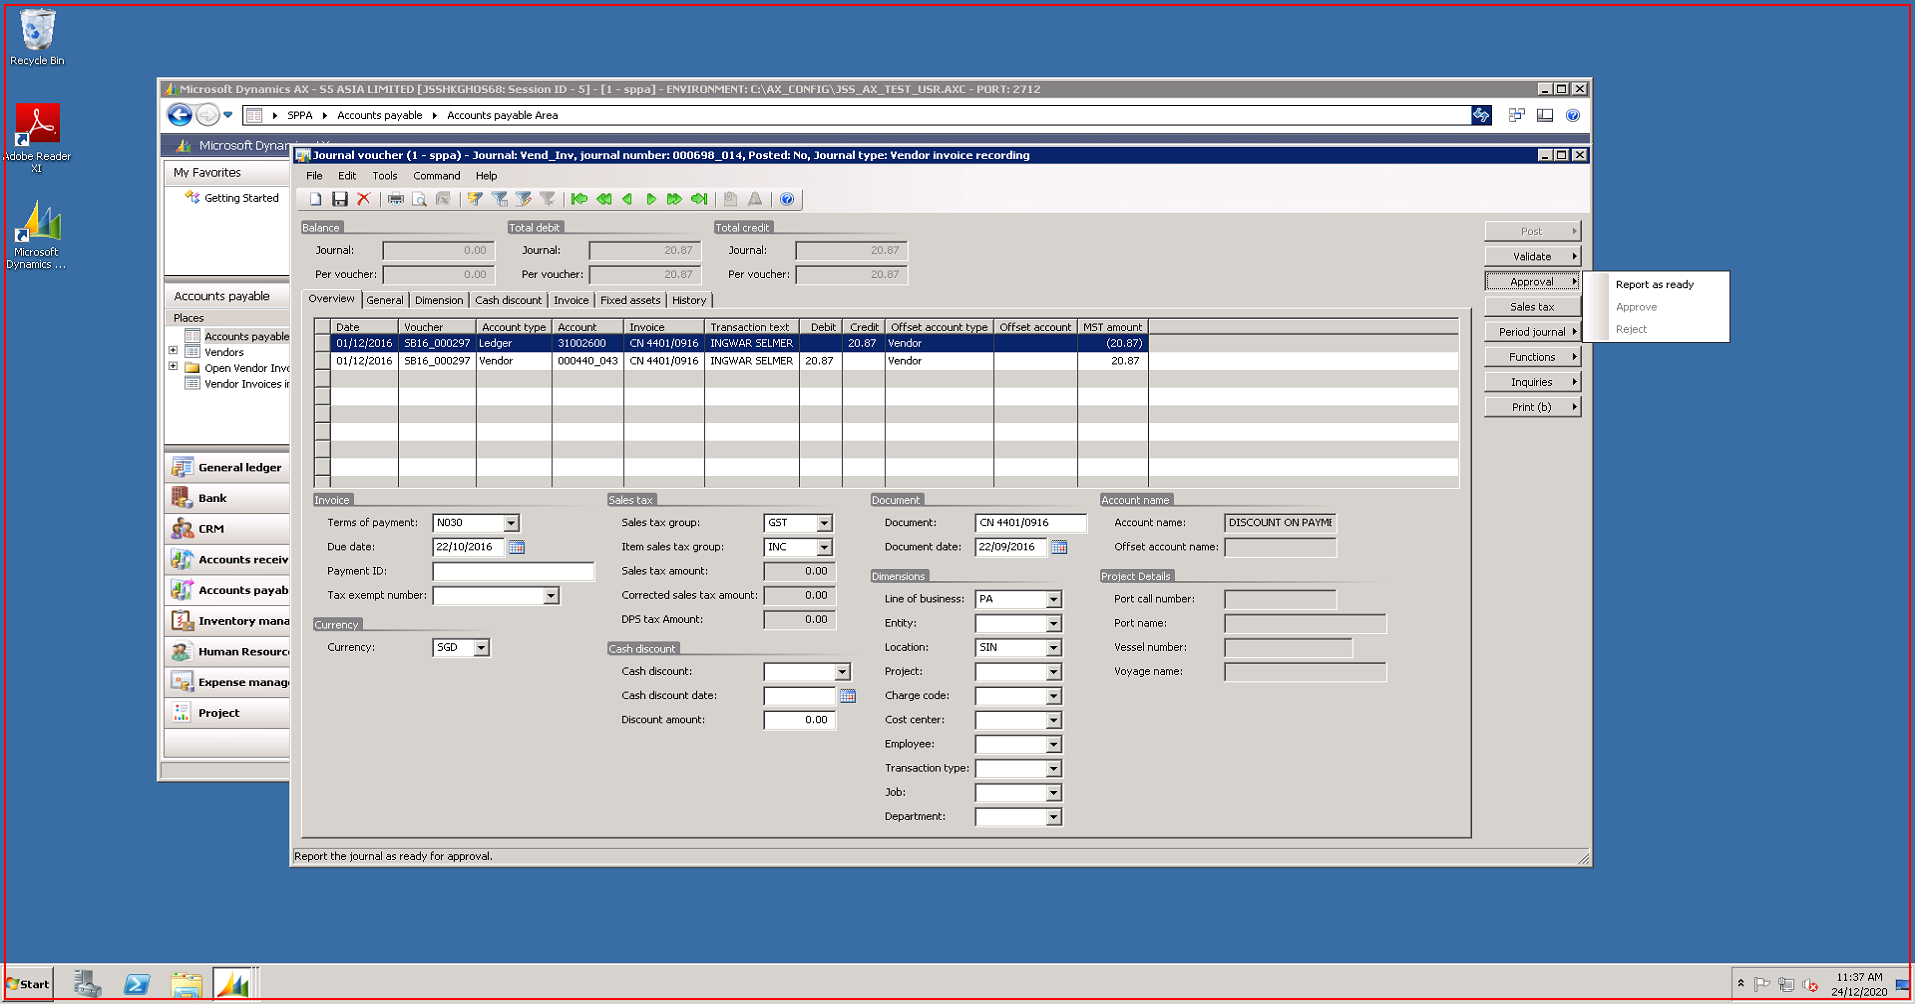 Recycle Bin
Adobe Reader
XI
Microsoft
Dynamics ...
Microsoft Dynamics AX - S5 ASIA LIMITED [JSSHKGHOS68: Session ID - 5] - [1 - sppa] - ENVIRONMENT: C:\AX_CONFIG\JSS_AX_TEST_USR.AXC - PORT: 2712
SPPA Accounts payable Accounts payable Area
Microsoft Dynami
My Favorites
Getting Started
Accounts payable
Places
Accounts payable
Vendors
Open Vendor Invo
Vendor Invoices i
General ledger
Bank
CRM
Accounts receiv
Accounts payab
Inventory mana
Human Resourc
Expense manag
Project
Journal voucher (1 - sppa) - Journal: Vend_Inv, journal number: 000698_014, Posted: No, Journal type: Vendor invoice recording
File Edit Tools Command Help
Balance Total debit Total credit
Journal: 0.00 Journal: 20.87 Journal: 20.87
Per voucher: 0.00 Per voucher: 20.87 Per voucher: 20.87
Overview General Dimension Cash discount Invoice Fixed assets History
Date Voucher Account type Account Invoice Transaction text Debit Credit Offset account type Offset account MST amount
01/12/2016 SB16_000297 Ledger 31002600 CN 4401/0916 INGWAR SELMER 20.87 Vendor (20.87)
01/12/2016 SB16_000297 Vendor 000440_043 CN 4401/0916 INGWAR SELMER 20.87 Vendor 20.87
Invoice
Terms of payment: N030
Due date: 22/10/2016
Payment ID:
Tax exempt number:
Currency
Currency: SGD
Sales tax
Sales tax group: GST
Item sales tax group: INC
Sales tax amount: 0.00
Corrected sales tax amount: 0.00
DPS tax Amount: 0.00
Cash discount
Cash discount:
Cash discount date:
Discount amount: 0.00
Document
Document: CN 4401/0916
Document date: 22/09/2016
Dimensions
Line of business: PA
Entity:
Location: SIN
Project:
Charge code:
Cost center:
Employee:
Transaction type:
Job:
Department:
Account name
Account name: DISCOUNT ON PAYME
Offset account name:
Project Details
Port call number:
Port name:
Vessel number:
Voyage name:
Post
Validate
Approval
Sales tax
Period journal
Functions
Inquiries
Print (b)
Report as ready
Approve
Reject
Report the journal as ready for approval.
Start
11:37 AM
24/12/2020